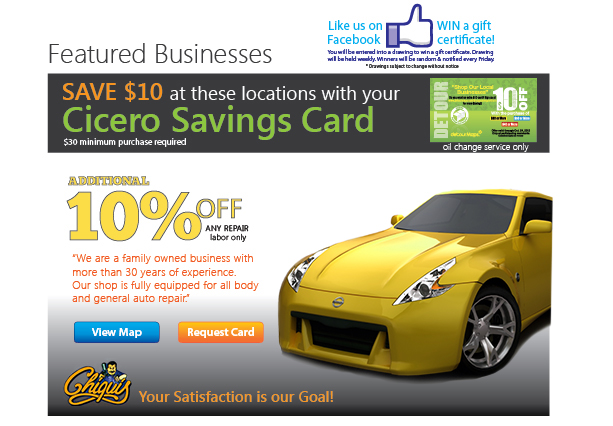 Like us on
Facebook
WIN a gift
certificate!
You will be entered into a drawing to win a gift certificate. Drawing
will be held weekly. Winners will be random & notified every Friday.
* Drawings subject to change without notice
Featured Businesses
SAVE $10 at these locations with your
Cicero Savings Card
$30 minimum purchase required
DETOUR
"Shop Our Local
Businesses"
$10 OFF
oil change service only
ADDITIONAL
10% OFF
ANY REPAIR
labor only
"We are a family owned business with
more than 30 years of experience.
Our shop is fully equipped for all body
and general auto repair."
View Map
Request Card
Chiquis
Your Satisfaction is our Goal!